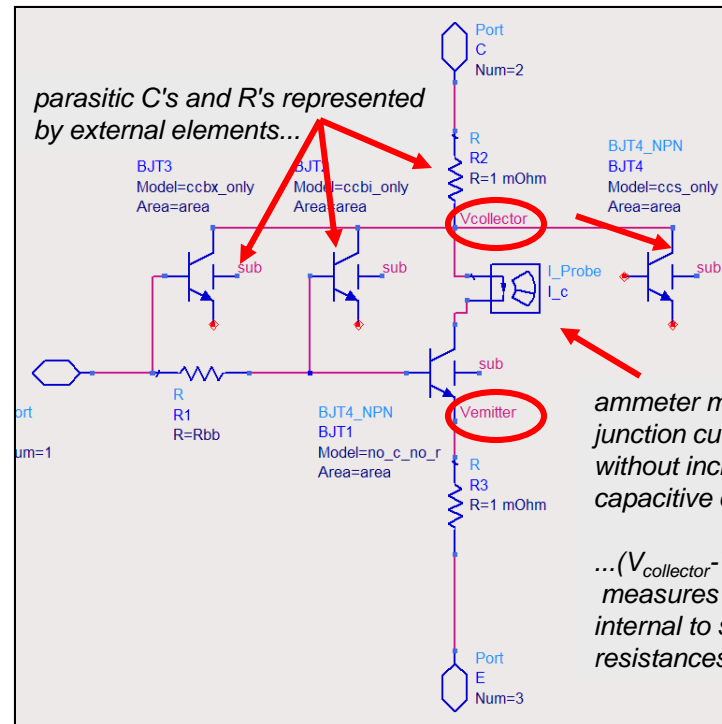 Port
C
Num=2
parasitic C's and R's represented
by external elements...
R
R2
R=1 mOhm
BJT3
Model=ccbx_only
Area=area
Model=ccbi_only
Area=area
BJT4_NPN
BJT4
Model=ccs_only
Area=area
Vcollector
sub
sub
sub
I_Probe
I_c
sub
R
R1
R=Rbb
BJT4_NPN
BJT1
Model=no_c_no_r
Area=area
Vemitter
R
R3
R=1 mOhm
ammeter
junction
without
capacitive
...(Vcollector-
measures
internal to
resistances
Port
E
Num=3